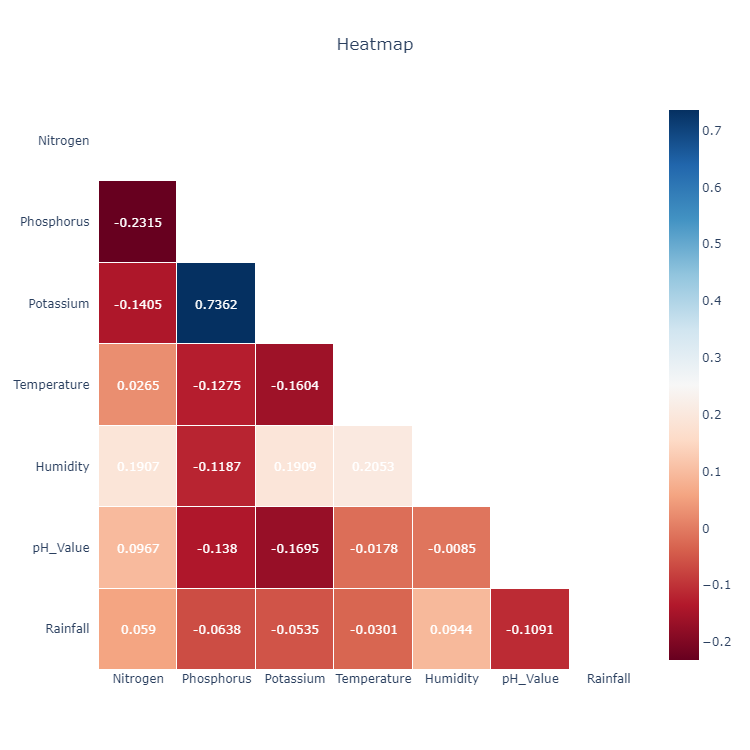 Heatmap
Nitrogen
Phosphorus -0.2315
Potassium -0.1405 0.7362
Temperature 0.0265 -0.1275 -0.1604
Humidity 0.1907 -0.1187 0.1909 0.2053
pH_Value 0.0967 -0.138 -0.1695 -0.0178 -0.0085
Rainfall 0.059 -0.0638 -0.0535 -0.0301 0.0944 -0.1091
Nitrogen Phosphorus Potassium Temperature Humidity pH_Value Rainfall
0.7
0.6
0.5
0.4
0.3
0.2
0.1
0
−0.1
−0.2